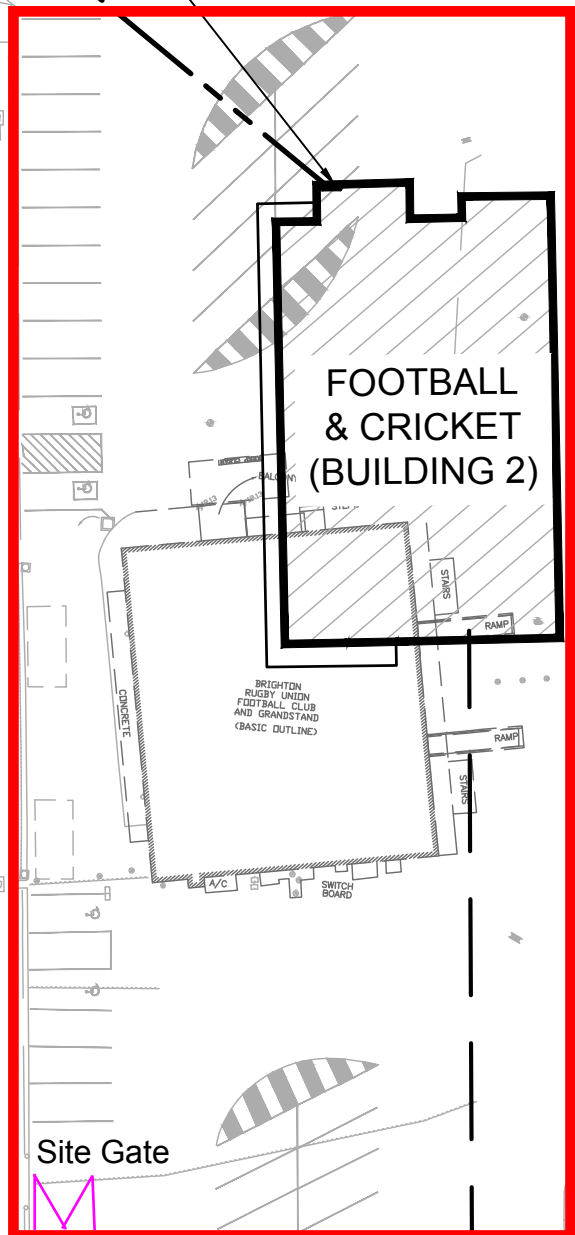 FOOTBALL
& CRICKET
(BUILDING 2)
STAIRS
RAMP
BRIGHTON
RUGBY UNION
FOOTBALL CLUB
AND GRANDSTAND
(BASIC OUTLINE)
CONCRETE
RAMP
STAIRS
A/C
SWITCH
BOARD
Site Gate